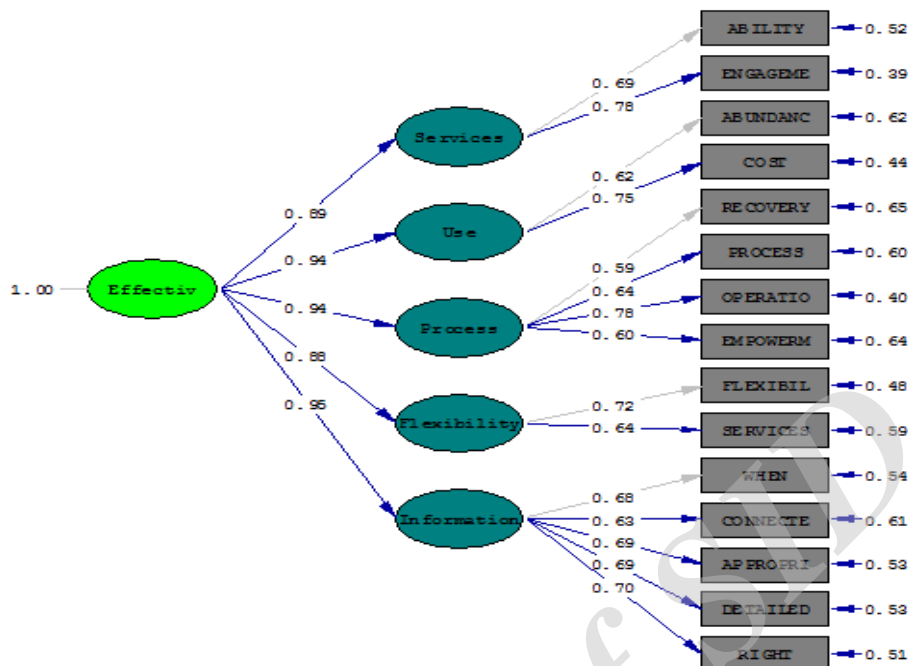 ABILITY 0.52
0.69
ENGAGEME 0.39
0.78
ABUNDANC 0.62
Services
COST 0.44
0.62
0.75
RECOVERY 0.65
0.89
Use
PROCESS 0.60
0.94
0.59
1.00 Effectiv
0.64
OPERATIO 0.40
0.94
0.78
Process
0.60
EMPOWERM 0.64
0.88
FLEXIBIL 0.48
0.95
0.72
Flexibility
0.64
SERVICES 0.59
WHEN 0.54
0.68
Information
0.63
CONNECTE 0.61
0.69
APPROPRI 0.53
0.69
0.70
DETAILED 0.53
RIGHT 0.51
of SID